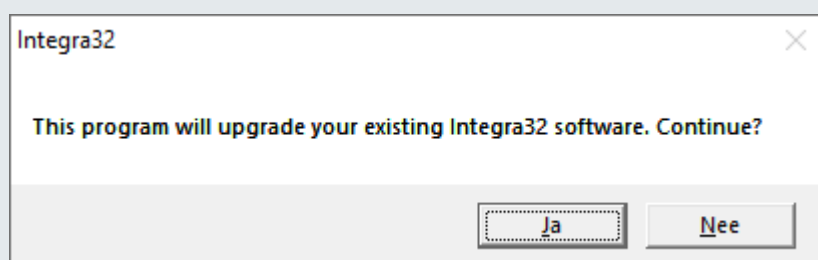 Integra32
This program will upgrade your existing Integra32 software. Continue?
Ja
Nee